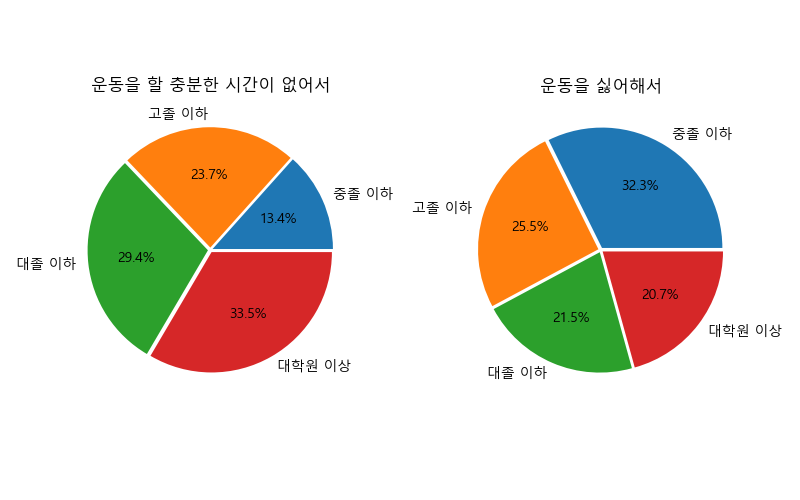 운동을 할 충분한 시간이 없어서
고졸 이하
23.7%
중졸 이하
13.4%
대졸 이하
29.4%
33.5%
대학원 이상
운동을 싫어해서
중졸 이하
32.3%
고졸 이하
25.5%
21.5%
대졸 이하
20.7%
대학원 이상